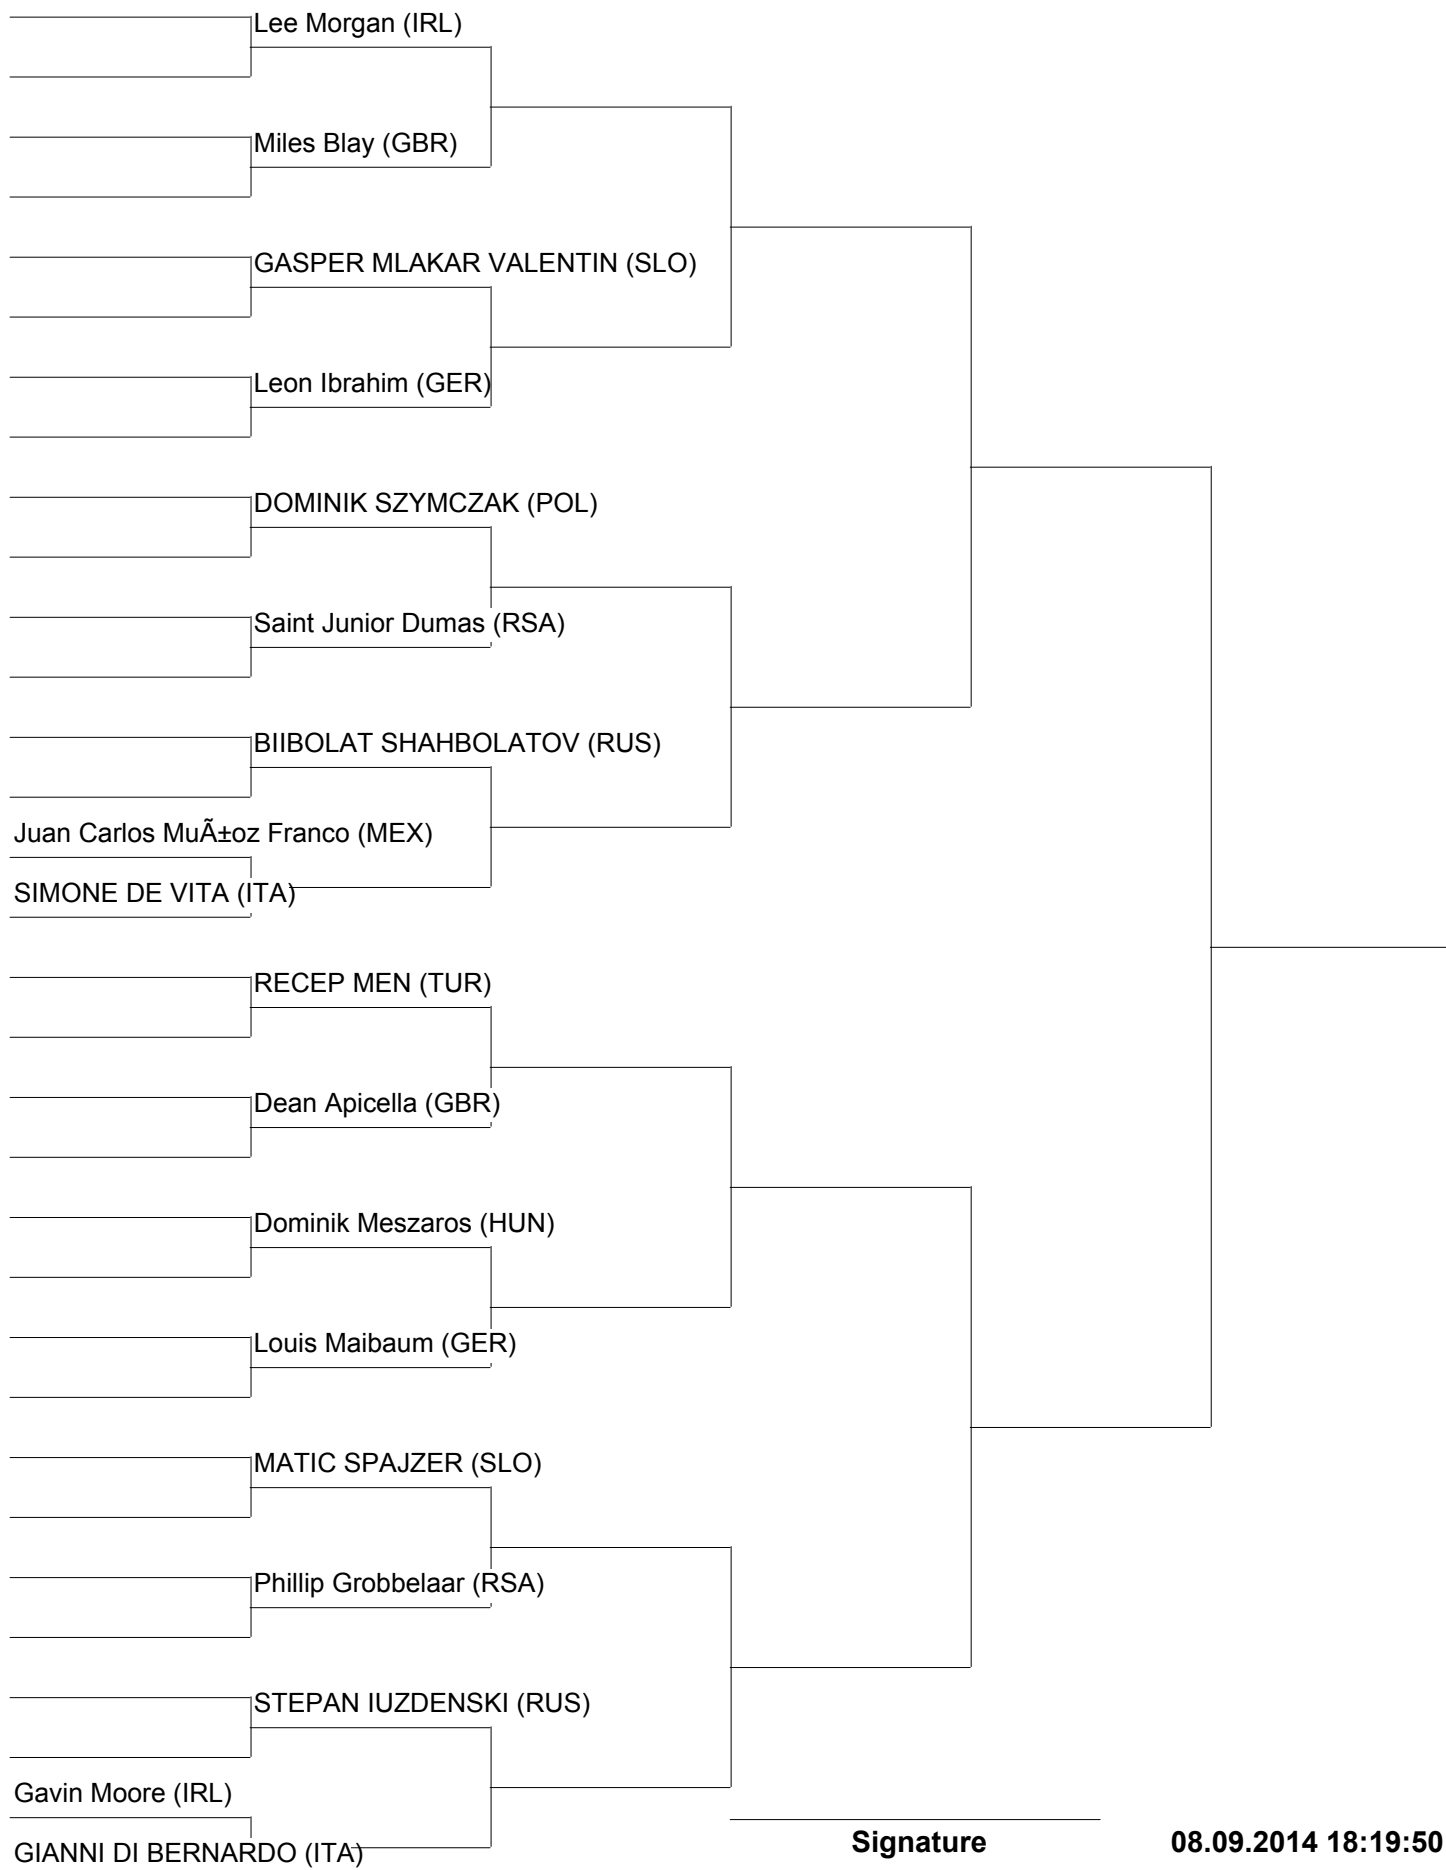 Lee Morgan (IRL)
Miles Blay (GBR)
GASPER MLAKAR VALENTIN (SLO)
Leon Ibrahim (GER)
DOMINIK SZYMCZAK (POL)
Saint Junior Dumas (RSA)
BIIBOLAT SHAHBOLATOV (RUS)
Juan Carlos MuÃ±oz Franco (MEX)
SIMONE DE VITA (ITA)
RECEP MEN (TUR)
Dean Apicella (GBR)
Dominik Meszaros (HUN)
Louis Maibaum (GER)
MATIC SPAJZER (SLO)
Phillip Grobbelaar (RSA)
STEPAN IUZDENSKI (RUS)
Gavin Moore (IRL)
GIANNI DI BERNARDO (ITA)
Signature 08.09.2014 18:19:50